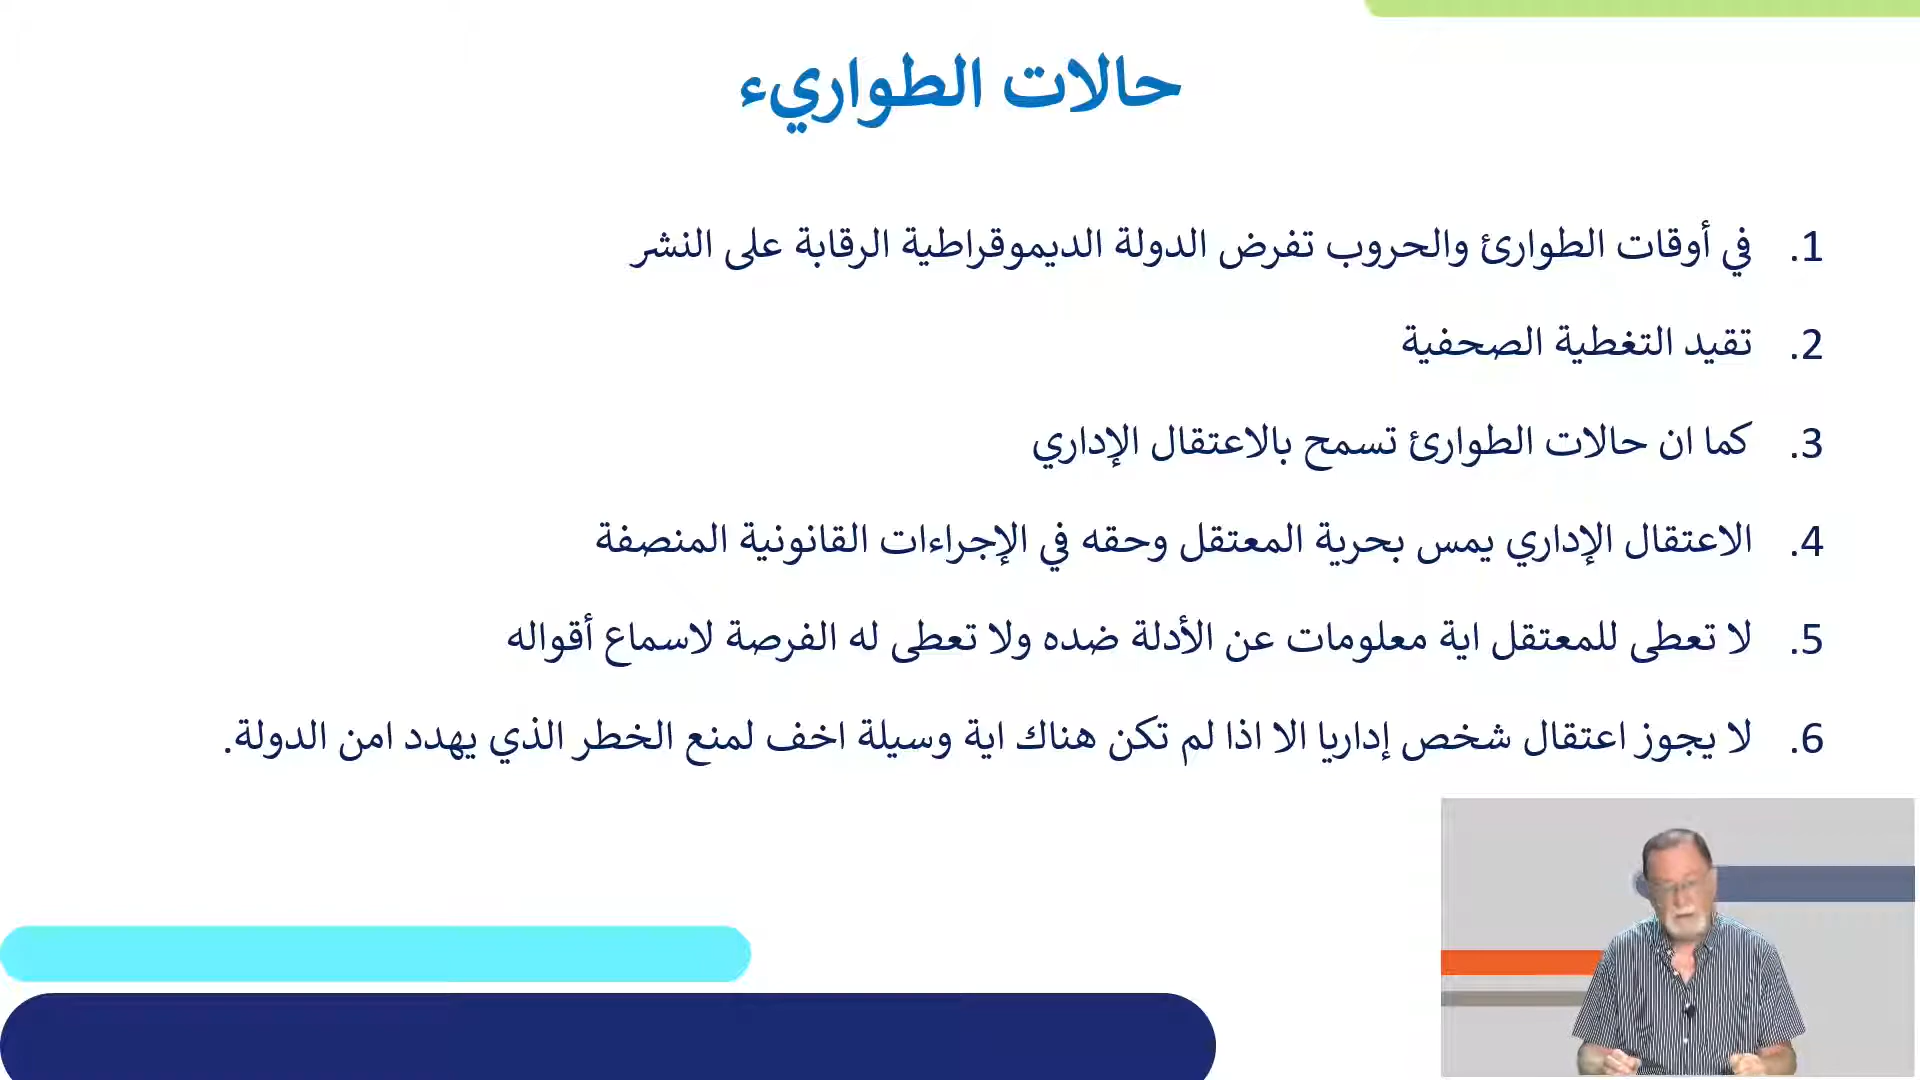 حالات الطواريء
1. في أوقات الطوارئ والحروب تفرض الدولة الديموقراطية الرقابة على النشر
2. تقيد التغطية الصحفية
3. كما ان حالات الطوارئ تسمح بالاعتقال الإداري
4. الاعتقال الإداري يمس بحرية المعتقل وحقه في الإجراءات القانونية المنصفة
5. لا تعطى للمعتقل اية معلومات عن الأدلة ضده ولا تعطى له الفرصة لاسماع أقواله
6. لا يجوز اعتقال شخص إداريا الا اذا لم تكن هناك اية وسيلة اخف لمنع الخطر الذي يهدد امن الدولة.